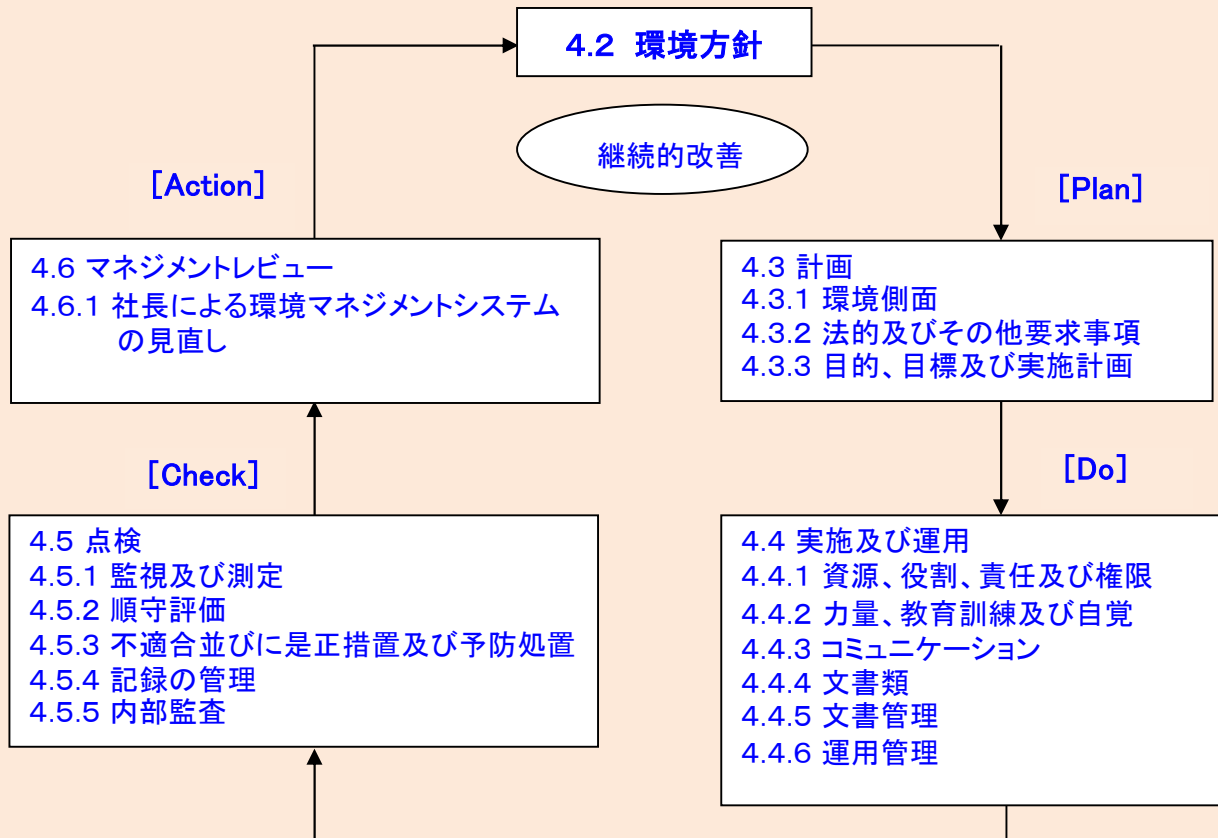 4.2 環境方針
継続的改善
[Action]
[Plan]
4.6 マネジメントレビュー
4.6.1 社長による環境マネジメントシステム
の見直し
4.3 計画
4.3.1 環境側面
4.3.2 法的及びその他要求事項
4.3.3 目的、目標及び実施計画
[Check]
[Do]
4.5 点検
4.5.1 監視及び測定
4.5.2 順守評価
4.5.3 不適合並びに是正措置及び予防処置
4.5.4 記録の管理
4.5.5 内部監査
4.4 実施及び運用
4.4.1 資源、役割、責任及び権限
4.4.2 力量、教育訓練及び自覚
4.4.3 コミュニケーション
4.4.4 文書類
4.4.5 文書管理
4.4.6 運用管理